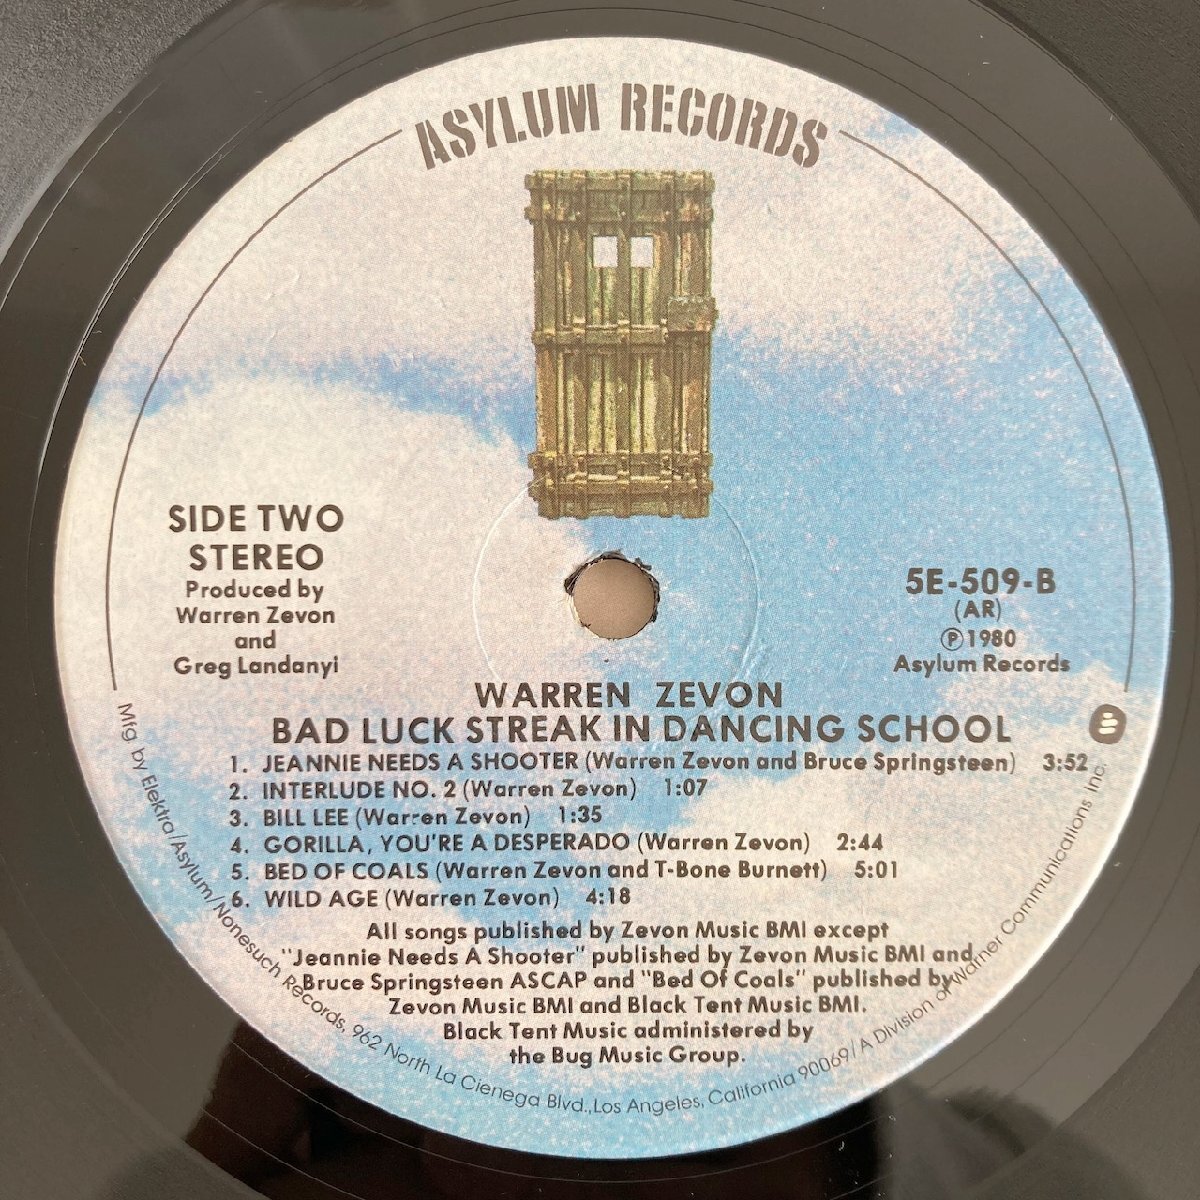 ASYLUM RECORDS
SIDE TWO
STEREO
Produced by
Warren Zevon
and
Greg Landanyi
5E-509-B
(AR)
Ⓟ1980
Asylum Records
WARREN ZEVON
BAD LUCK STREAK IN DANCING SCHOOL
1. JEANNIE NEEDS A SHOOTER (Warren Zevon and Bruce Springsteen) 3:52
2. INTERLUDE NO. 2 (Warren Zevon) 1:07
3. BILL LEE (Warren Zevon) 1:35
4. GORILLA, YOU'RE A DESPERADO (Warren Zevon) 2:44
5. BED OF COALS (Warren Zevon and T-Bone Burnett) 5:01
6. WILD AGE (Warren Zevon) 4:18
All songs published by Zevon Music BMI except
"Jeannie Needs A Shooter" published by Zevon Music BMI and
Bruce Springsteen ASCAP and "Bed Of Coals" published by
Zevon Music BMI and Black Tent Music BMI.
Black Tent Music administered by
the Bug Music Group.
Mfg. by Elektra/Asylum/Nonesuch Records, 962 North La Cienega Blvd., Los Angeles, California 90069/A Division of Warner Communications Inc.